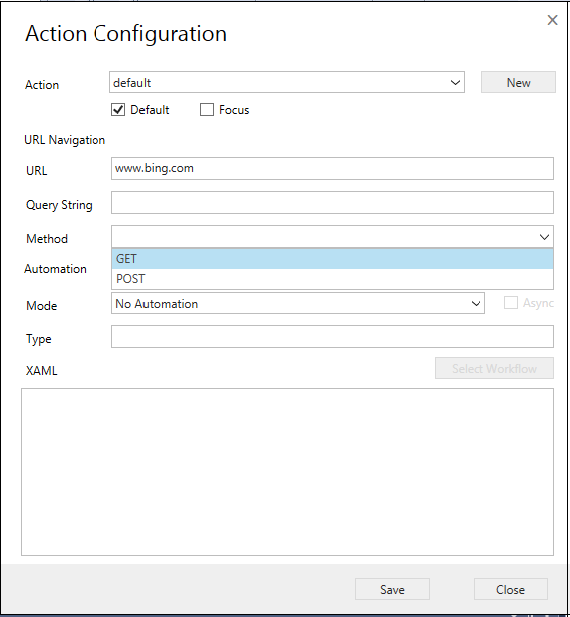 Action Configuration
Action default New
Default Focus
URL Navigation
URL www.bing.com
Query String
Method
GET
Automation
POST
Mode No Automation Async
Type
XAML Select Workflow
Save Close